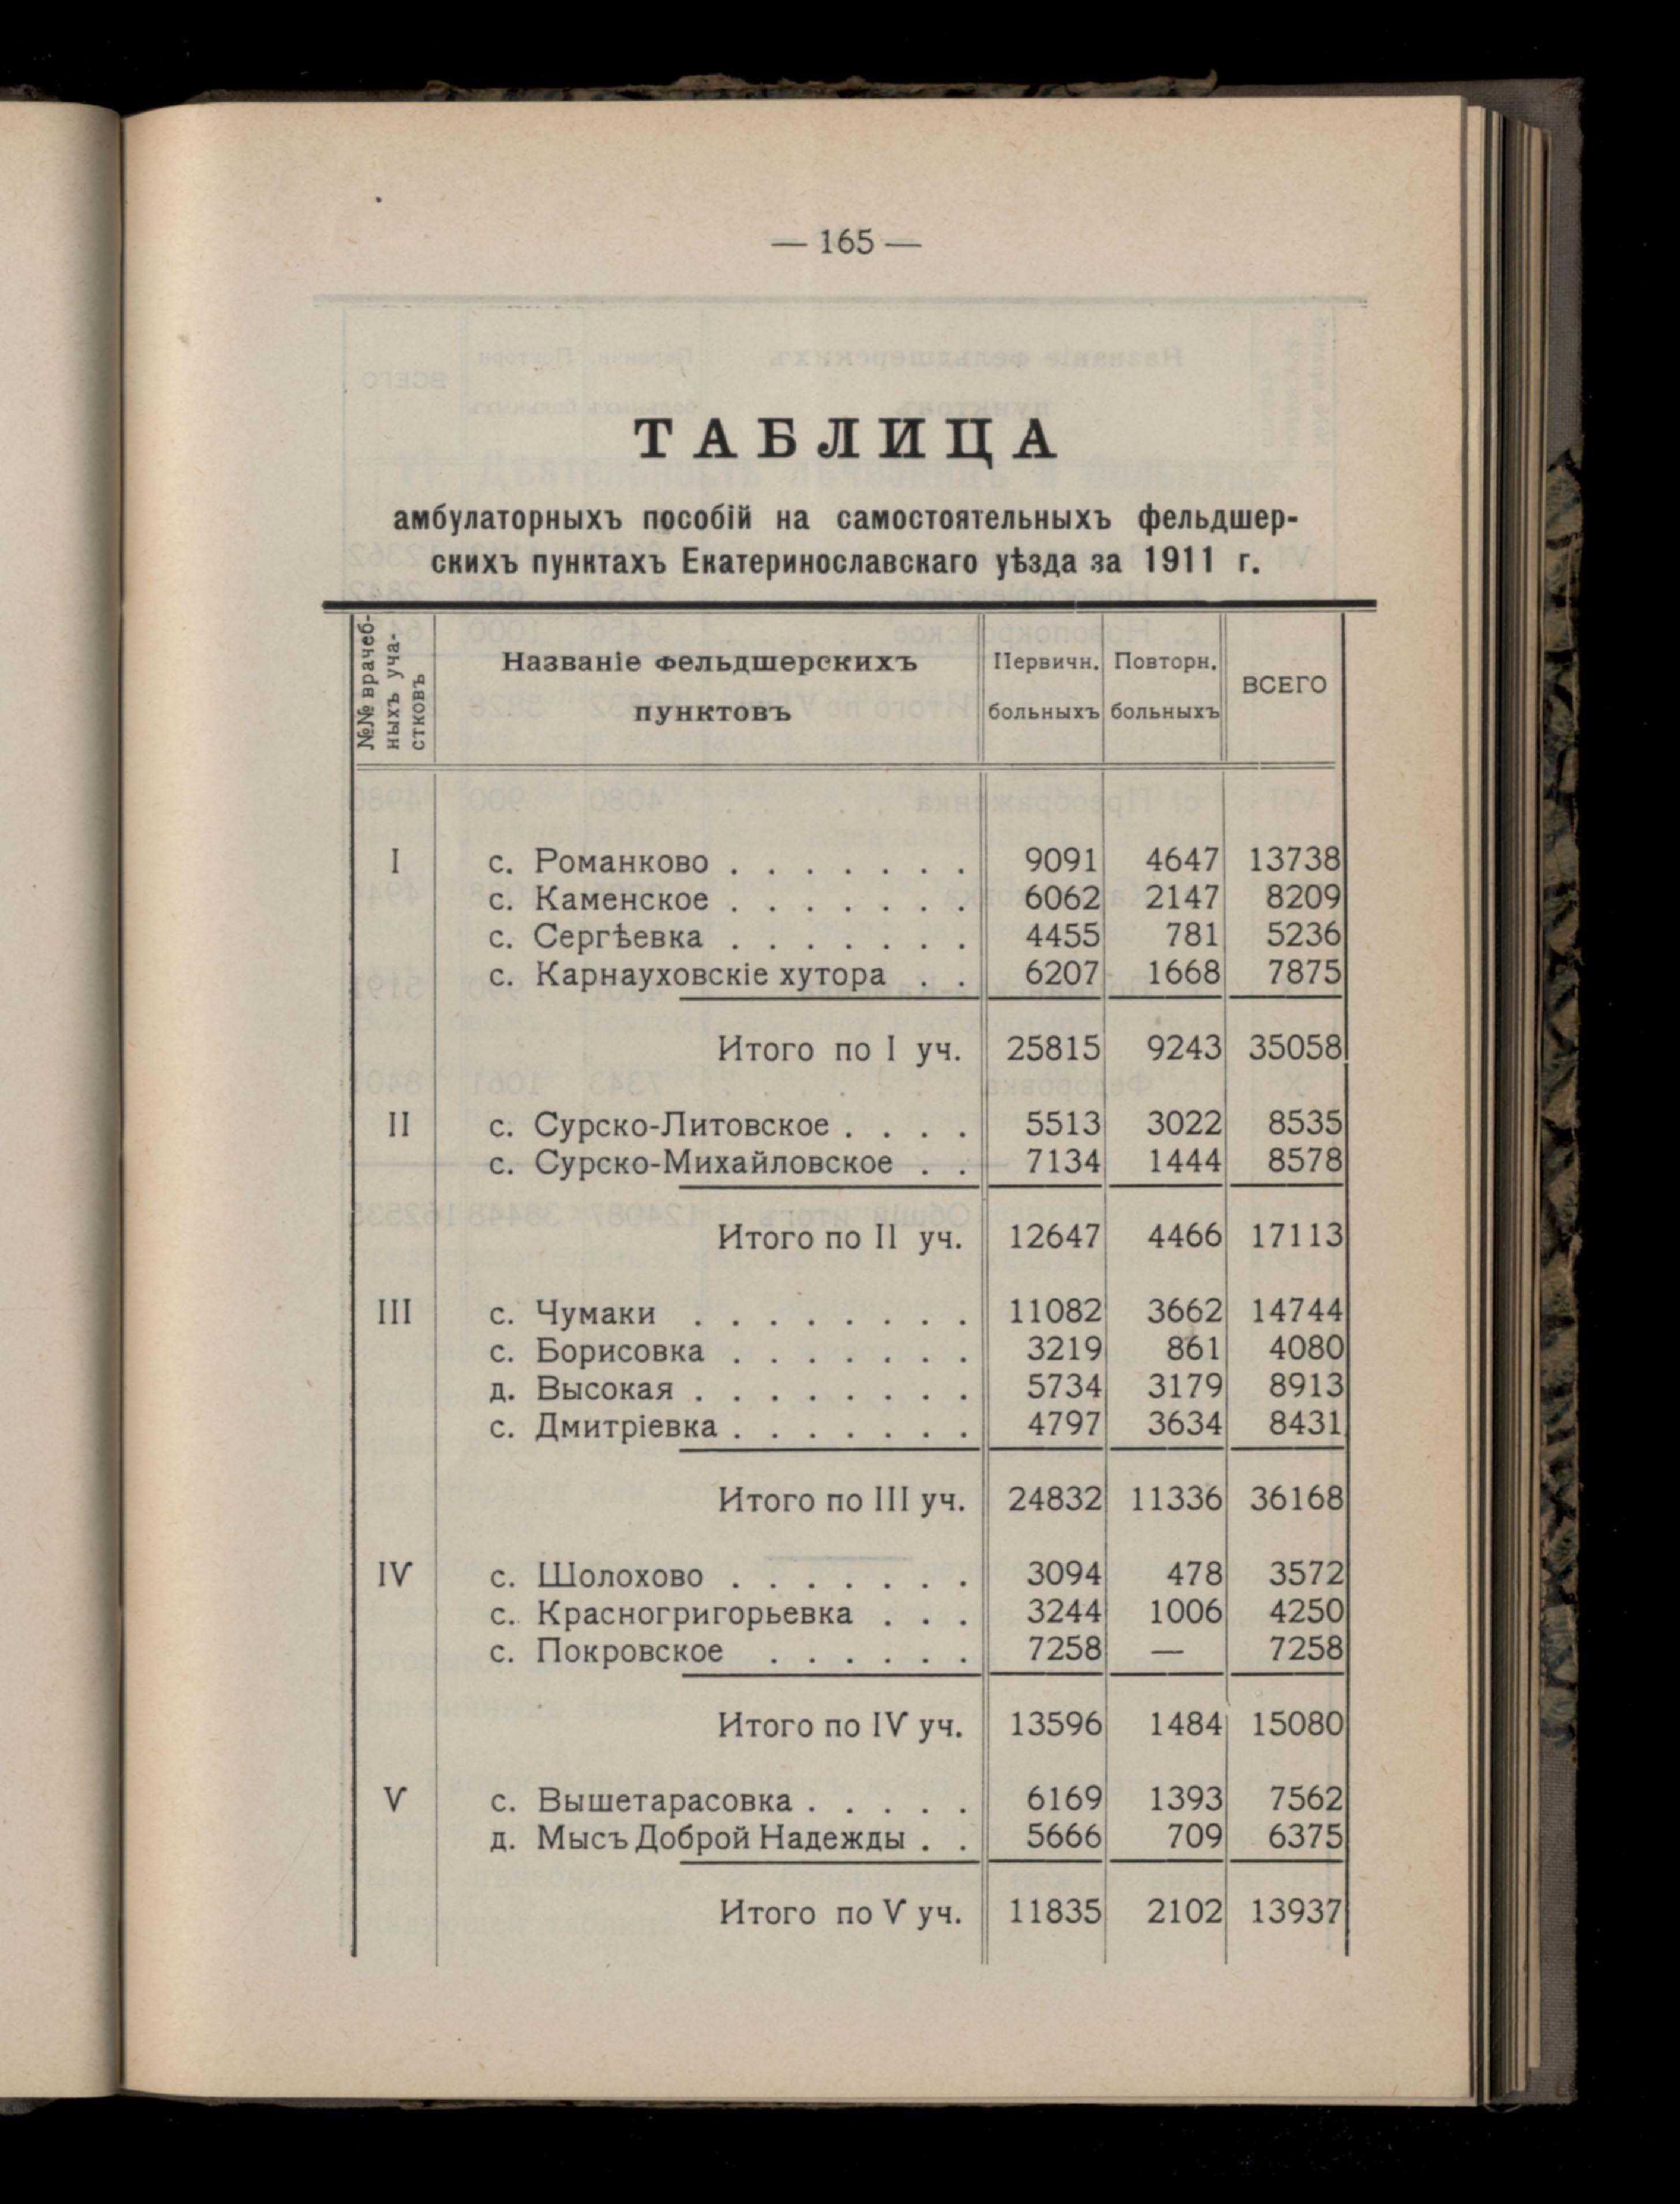 — 165 —
ТАБЛИЦА
амбулаторныхъ пособій на самостоятельныхъ фельдшер-
скихъ пунктахъ Екатеринославскаго уѣзда за 1911 г.
№№ врачеб-
ныхъ уча-
стковъ
Названіе фельдшерскихъ
пунктовъ
Первичн.
больныхъ
Повторн.
больныхъ
ВСЕГО
I с. Романково . . . . . . . 9091 4647 13738
с. Каменское . . . . . . . 6062 2147 8209
с. Сергѣевка . . . . . . . 4455 781 5236
с. Карнауховскіе хутора . . 6207 1668 7875
Итого по I уч. 25815 9243 35058
II с. Сурско-Литовское . . . . 5513 3022 8535
с. Сурско-Михайловское . . 7134 1444 8578
Итого по II уч. 12647 4466 17113
III с. Чумаки . . . . . . . . 11082 3662 14744
с. Борисовка . . . . . . . 3219 861 4080
д. Высокая . . . . . . . . 5734 3179 8913
с. Дмитріевка . . . . . . . 4797 3634 8431
Итого по III уч. 24832 11336 36168
IV с. Шолохово . . . . . . . 3094 478 3572
с. Красногригорьевка . . . 3244 1006 4250
с. Покровское . . . . . . 7258 — 7258
Итого по IV уч. 13596 1484 15080
V с. Вышетарасовка . . . . . 6169 1393 7562
д. Мысъ Доброй Надежды . . 5666 709 6375
Итого по V уч. 11835 2102 13937